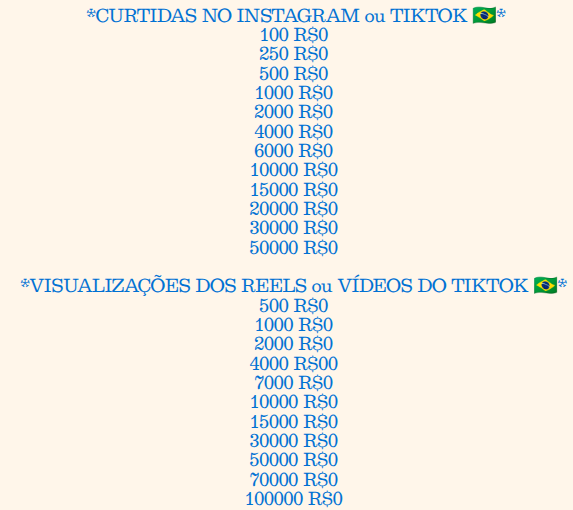 *CURTIDAS NO INSTAGRAM ou TIKTOK 🇧🇷*
100 R$0
250 R$0
500 R$0
1000 R$0
2000 R$0
4000 R$0
6000 R$0
10000 R$0
15000 R$0
20000 R$0
30000 R$0
50000 R$0
*VISUALIZAÇÕES DOS REELS ou VÍDEOS DO TIKTOK 🇧🇷*
500 R$0
1000 R$0
2000 R$0
4000 R$00
7000 R$0
10000 R$0
15000 R$0
30000 R$0
50000 R$0
70000 R$0
100000 R$0